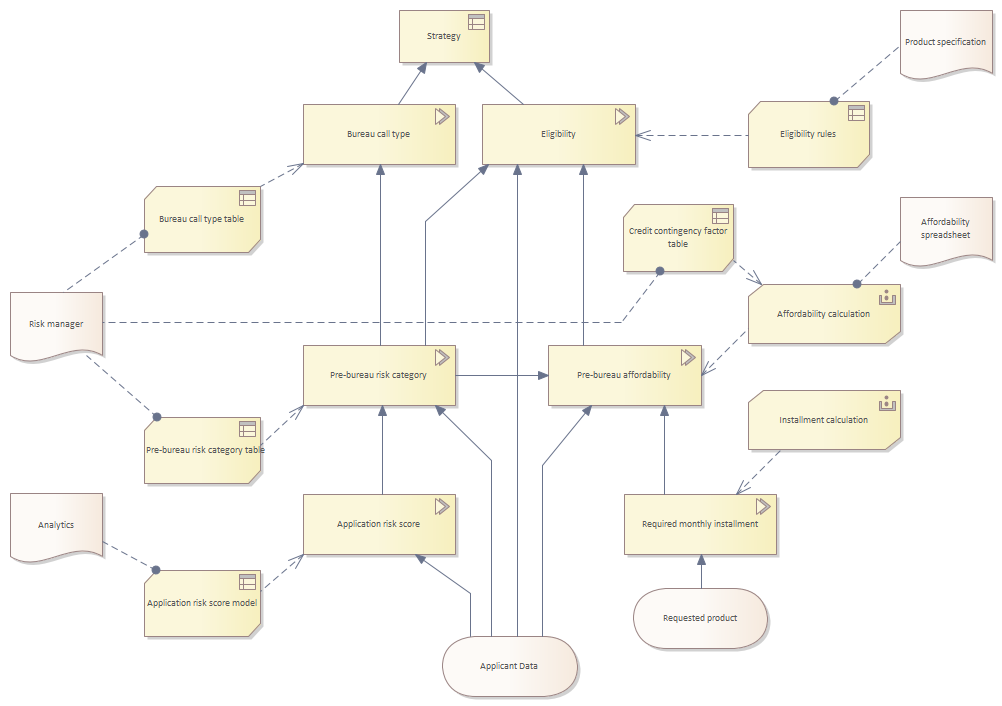 Strategy
Product specification
Bureau call type
Eligibility
Eligibility rules
Bureau call type table
Credit contingency factor
table
Affordability
spreadsheet
Risk manager
Affordability calculation
Pre-bureau risk category
Pre-bureau affordability
Installment calculation
Pre-bureau risk category table
Analytics
Application risk score
Required monthly installment
Application risk score model
Requested product
Applicant Data